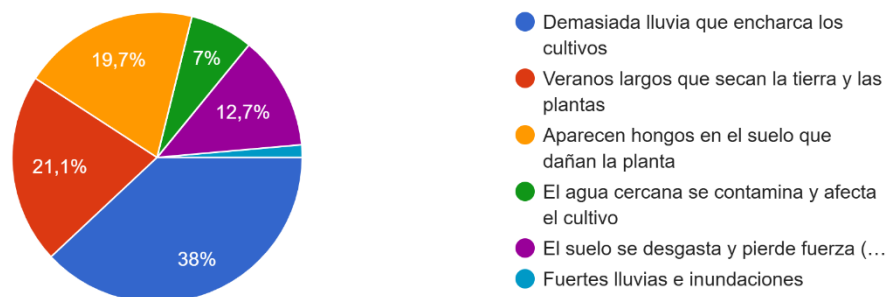 19,7%
7%
12,7%
21,1%
38%
Demasiada lluvia que encharca los
cultivos
Veranos largos que secan la tierra y las
plantas
Aparecen hongos en el suelo que
dañan la planta
El agua cercana se contamina y afecta
el cultivo
El suelo se desgasta y pierde fuerza (…
Fuertes lluvias e inundaciones